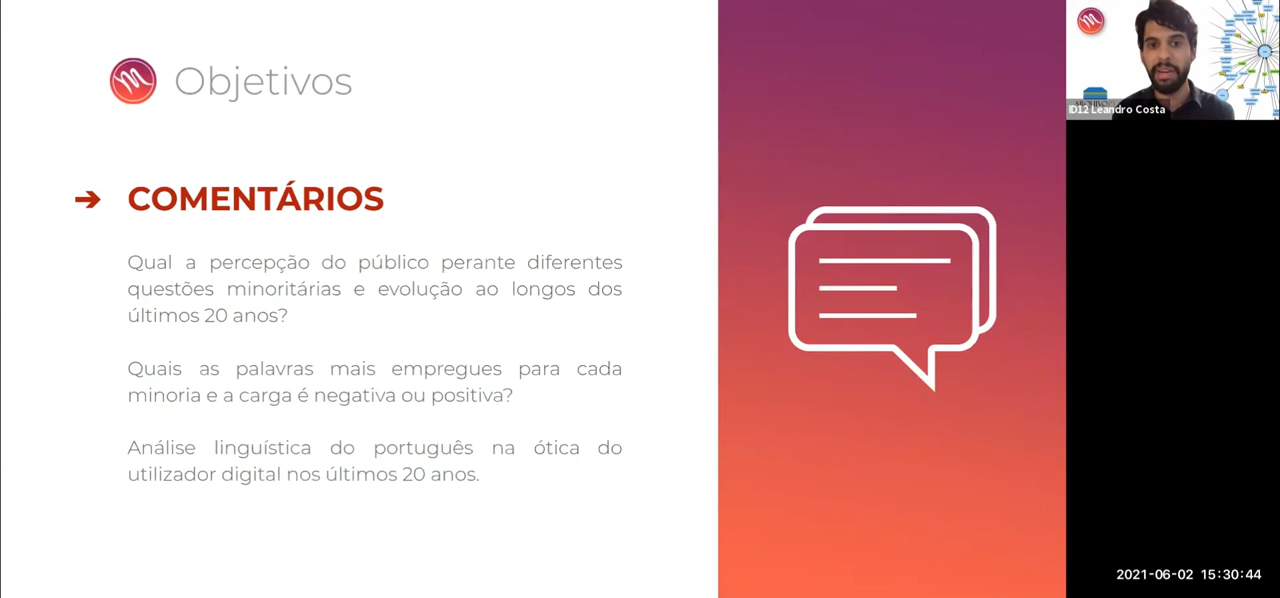 Objetivos
➔ COMENTÁRIOS
Qual a percepção do público perante diferentes
questões minoritárias e evolução ao longos dos
últimos 20 anos?
Quais as palavras mais empregues para cada
minoria e a carga é negativa ou positiva?
Análise linguística do português na ótica do
utilizador digital nos últimos 20 anos.
ID12 Leandro Costa
2021-06-02 15:30:44